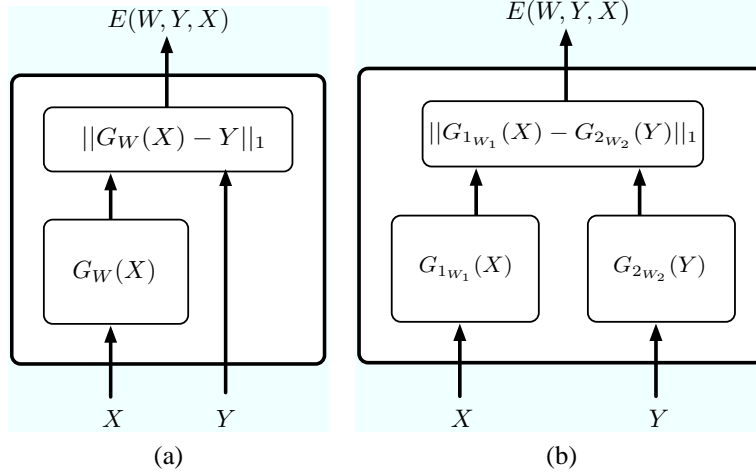 E(W, Y, X)
||G_W(X) − Y||_1
G_W(X)
X Y
(a)
E(W, Y, X)
||G_{1_{W_1}}(X) − G_{2_{W_2}}(Y)||_1
G_{1_{W_1}}(X) G_{2_{W_2}}(Y)
X Y
(b)